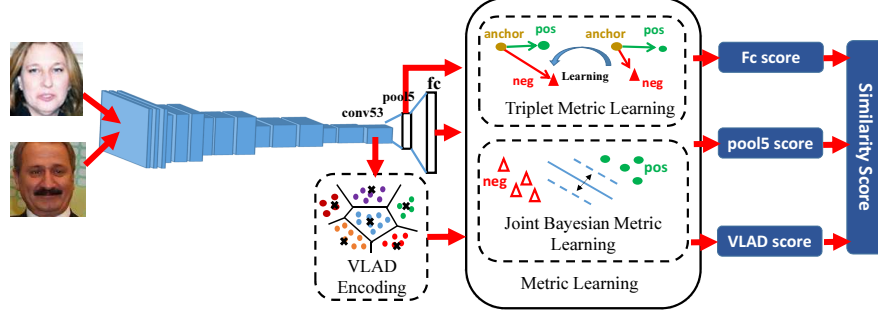 conv53
pool5
fc
VLAD
Encoding
anchor
pos
neg
Learning
anchor
pos
neg
Triplet Metric Learning
neg
pos
Joint Bayesian Metric
Learning
Metric Learning
Fc score
pool5 score
VLAD score
Similarity Score